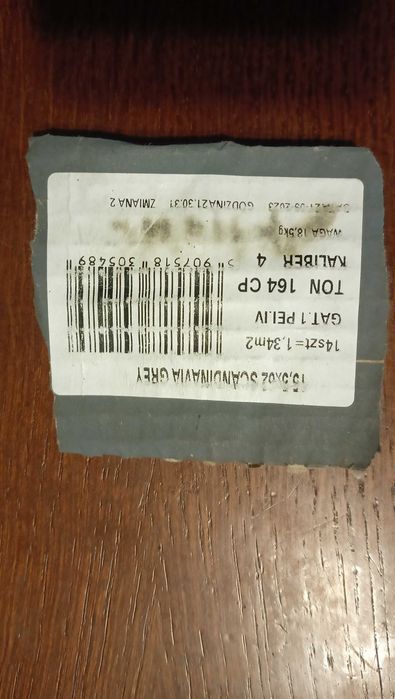 15,5x62 SCANDINAVIA GREY
14szt=1,34m2
GAT.1 PEI.IV
TON 164 CP
KALIBER 4
5 907518 305489
WAGA 18,5kg
GODZINA21.30.31 ZMIANA 2